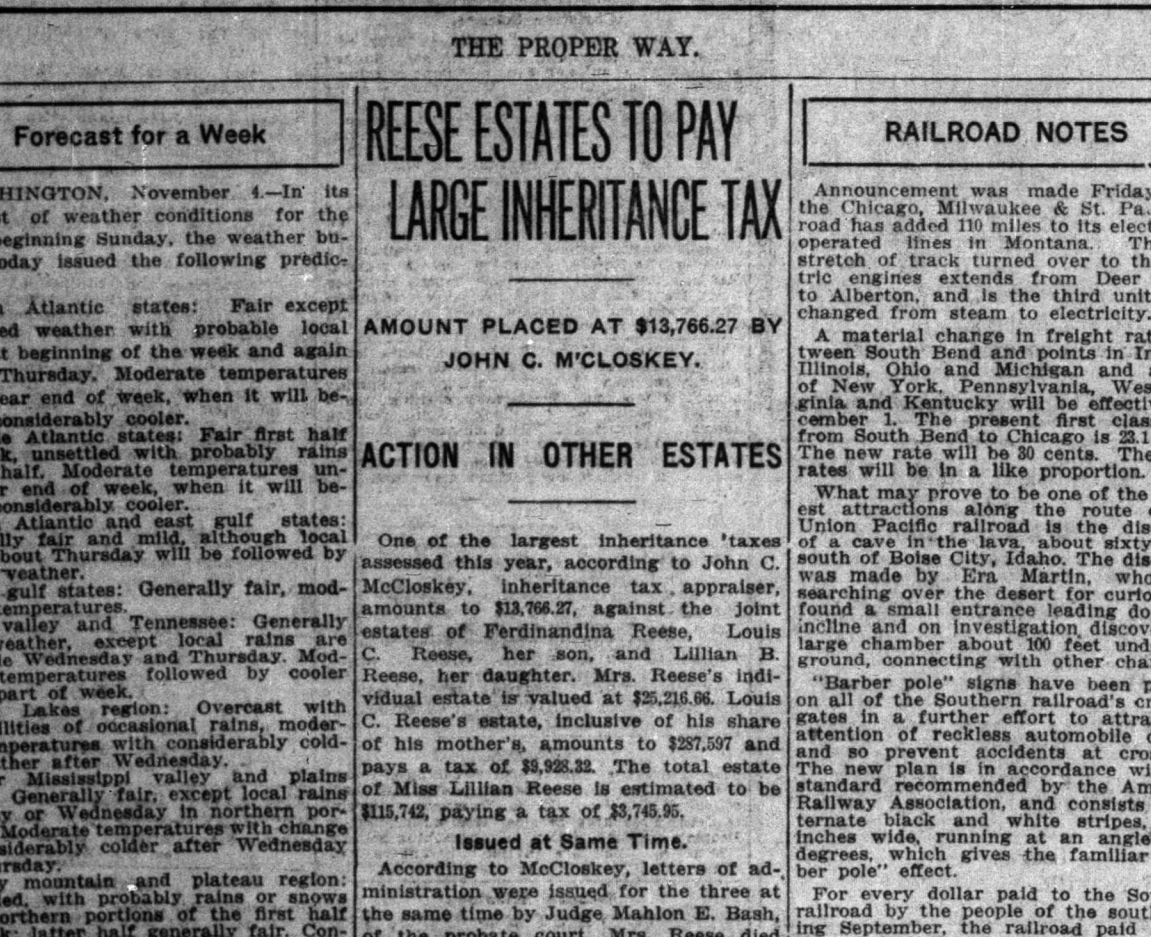 THE PROPER WAY.
Forecast for a Week
HINGTON, November 4.—In its
t of weather conditions for the
beginning Sunday, the weather bu-
oday issued the following predic-
Atlantic states: Fair except
ed weather with probable local
t beginning of the week and again
Thursday. Moderate temperatures
ear end of week, when it will be-
considerably cooler.
e Atlantic states: Fair first half
k, unsettled with probably rains
half. Moderate temperatures un-
r end of week, when it will be-
considerably cooler.
Atlantic and east gulf states:
lly fair and mild, although local
bout Thursday will be followed by
weather.
gulf states: Generally fair, mod-
temperatures.
valley and Tennessee: Generally
weather, except local rains are
le Wednesday and Thursday. Mod-
temperatures followed by cooler
part of week.
Lakes region: Overcast with
ilities of occasional rains, moder-
mperatures with considerably cold-
ther after Wednesday.
r Mississippi valley and plains
Generally fair, except local rains
y or Wednesday in northern por-
Moderate temperatures with change
siderably colder after Wednesday
ursday.
y mountain and plateau region:
led, with probably rains or snows
orthern portions of the first half
k; latter half generally fair. Con-
REESE ESTATES TO PAY
LARGE INHERITANCE TAX
AMOUNT PLACED AT $13,766.27 BY
JOHN C. M'CLOSKEY.
ACTION IN OTHER ESTATES
One of the largest inheritance taxes
assessed this year, according to John C.
McCloskey, inheritance tax appraiser,
amounts to $13,766.27, against the joint
estates of Ferdinandina Reese, Louis
C. Reese, her son, and Lillian B.
Reese, her daughter. Mrs. Reese's indi-
vidual estate is valued at $25,216.66. Louis
C. Reese's estate, inclusive of his share
of his mother's, amounts to $287,597 and
pays a tax of $9,928.32. The total estate
of Miss Lillian Reese is estimated to be
$115,742, paying a tax of $3,745.95.
Issued at Same Time.
According to McCloskey, letters of ad-
ministration were issued for the three at
the same time by Judge Mahlon E. Bash,
of the probate court. Mrs. Reese died
RAILROAD NOTES
Announcement was made Friday
the Chicago, Milwaukee & St. Pa
road has added 110 miles to its elect
operated lines in Montana. Th
stretch of track turned over to th
tric engines extends from Deer
to Alberton, and is the third unit
changed from steam to electricity.
A material change in freight rat
tween South Bend and points in In
Illinois, Ohio and Michigan and
of New York, Pennsylvania, Wes
ginia and Kentucky will be effecti
cember 1. The present first clas
from South Bend to Chicago is 23.1
The new rate will be 30 cents. The
rates will be in a like proportion.
What may prove to be one of the
est attractions along the route
Union Pacific railroad is the dis
of a cave in the lava, about sixty
south of Boise City, Idaho. The dis
was made by Era Martin, who
searching over the desert for curio
found a small entrance leading do
incline and on investigation discov
large chamber about 100 feet und
ground, connecting with other cha
"Barber pole" signs have been p
on all of the Southern railroad's cr
gates in a further effort to attra
attention of reckless automobile
and so prevent accidents at cros
The new plan is in accordance wi
standard recommended by the Am
Railway Association, and consists
ternate black and white stripes,
inches wide, running at an angle
degrees, which gives the familiar
ber pole" effect.
For every dollar paid to the So
railroad by the people of the sout
ing September, the railroad paid